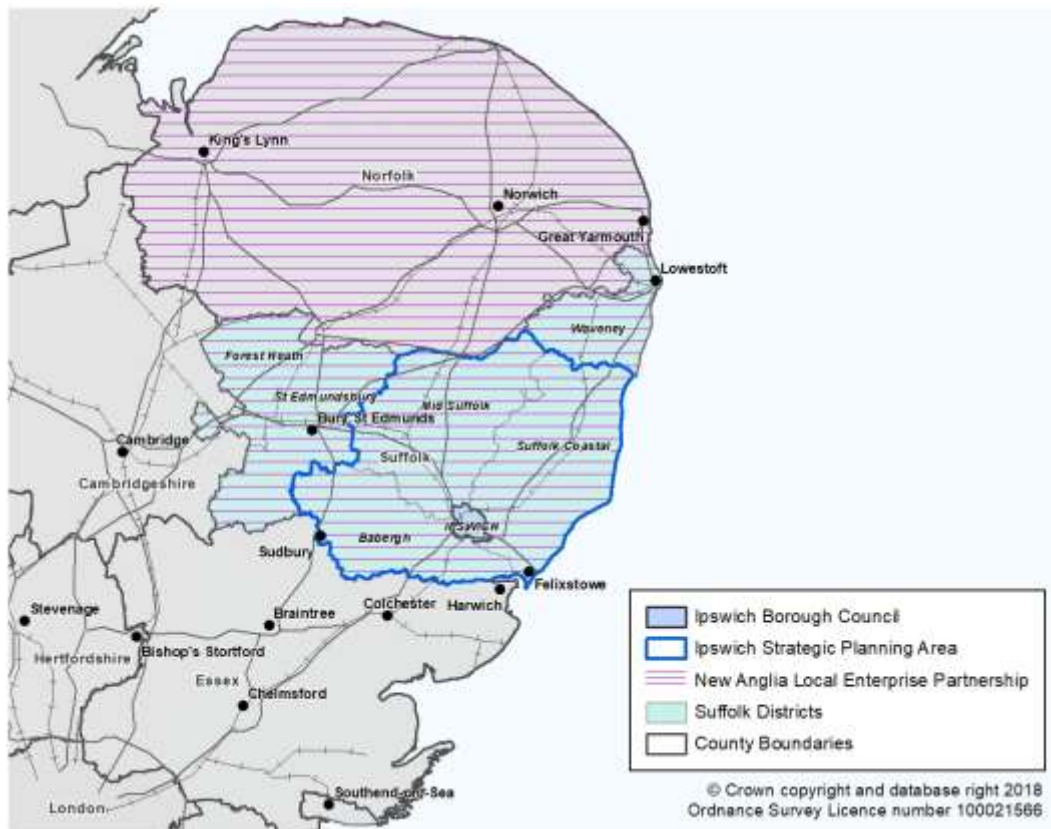 King's Lynn
Norfolk
Norwich
Great Yarmouth
Lowestoft
Waveney
Forest Heath
St Edmundsbury
Mid Suffolk
Bury St Edmunds
Cambridge
Suffolk
Suffolk Coastal
Cambridgeshire
IPSWICH
Babergh
Sudbury
Felixstowe
Harwich
Stevenage
Braintree
Colchester
Bishop's Stortford
Hertfordshire
Essex
Chelmsford
London
Southend-on-Sea
Ipswich Borough Council
Ipswich Strategic Planning Area
New Anglia Local Enterprise Partnership
Suffolk Districts
County Boundaries
© Crown copyright and database right 2018
Ordnance Survey Licence number 100021566